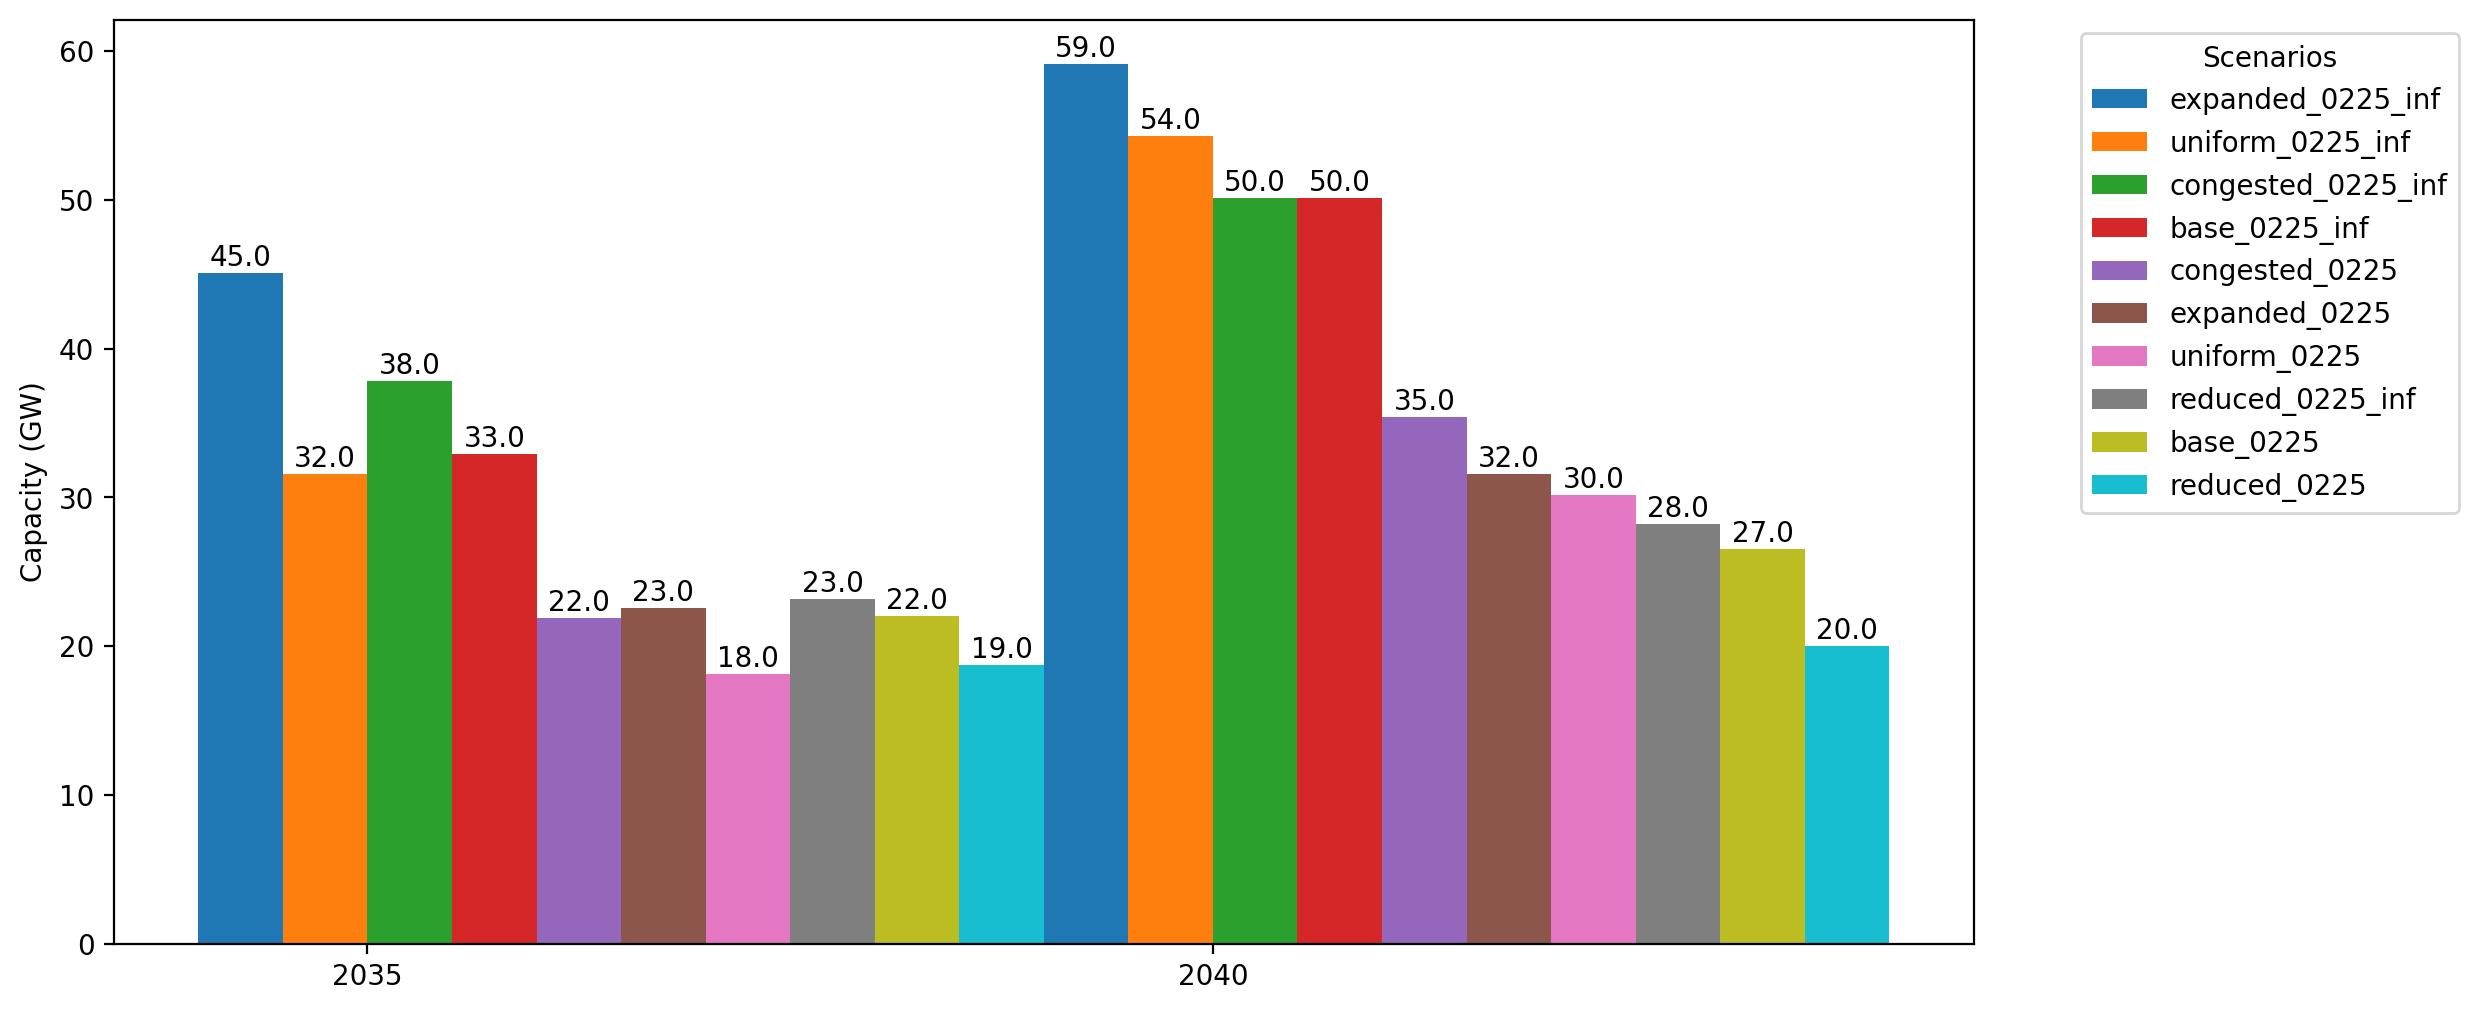 60
50
40
30
20
10
0
Capacity (GW)
45.0
32.0
38.0
33.0
22.0
23.0
18.0
23.0
22.0
19.0
59.0
54.0
50.0
50.0
35.0
32.0
30.0
28.0
27.0
20.0
2035
2040
Scenarios
expanded_0225_inf
uniform_0225_inf
congested_0225_inf
base_0225_inf
congested_0225
expanded_0225
uniform_0225
reduced_0225_inf
base_0225
reduced_0225